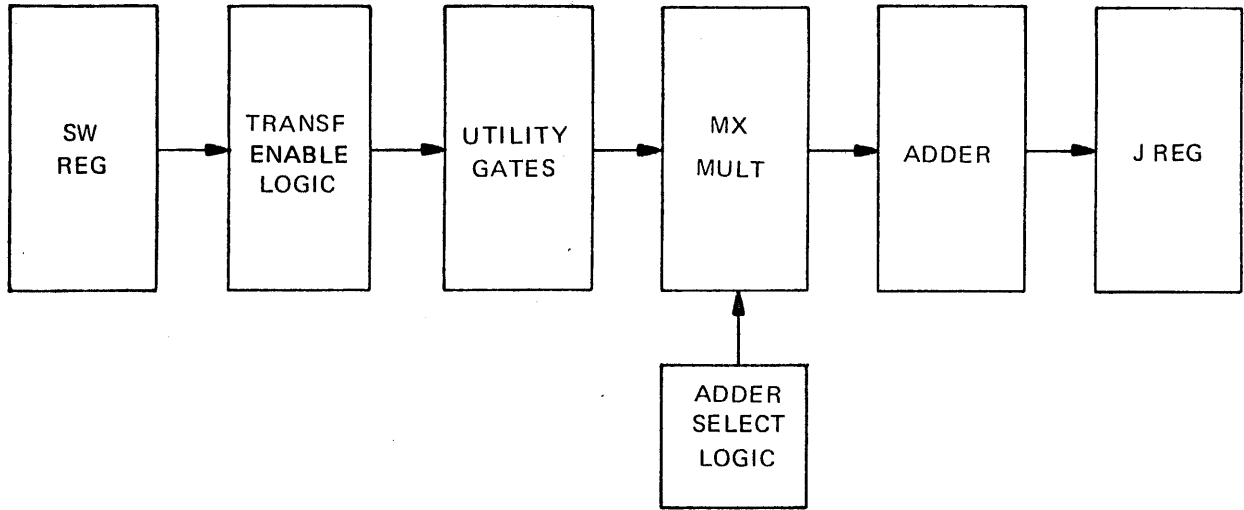 SW
REG
TRANSF
ENABLE
LOGIC
UTILITY
GATES
MX
MULT
ADDER
J REG
ADDER
SELECT
LOGIC